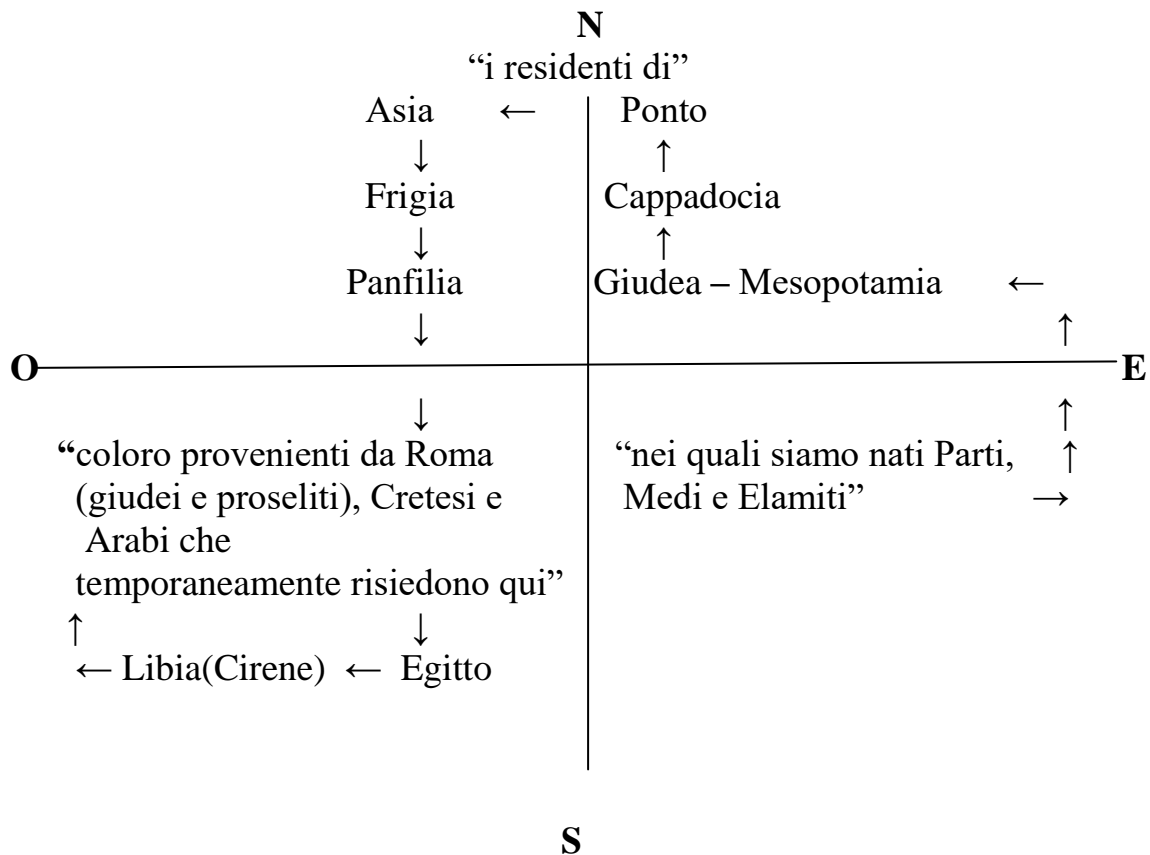 N
“i residenti di”
Asia ← Ponto
↓ ↑
Frigia Cappadocia
↓ ↑
Panfilia Giudea – Mesopotamia ←
↓ ↑
O E
↓ ↑
“coloro provenienti da Roma “nei quali siamo nati Parti, ↑
(giudei e proseliti), Cretesi e Medi e Elamiti” →
Arabi che
temporaneamente risiedono qui”
↑ ↓
← Libia(Cirene) ← Egitto
S